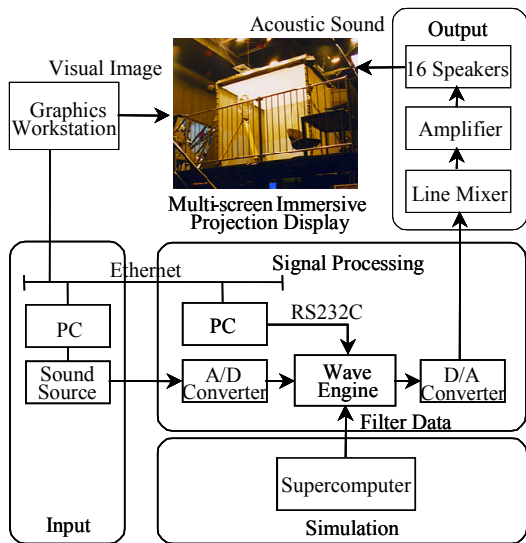 Acoustic Sound
Output
Visual Image
16 Speakers
Graphics
Workstation
Amplifier
Multi-screen Immersive
Projection Display
Line Mixer
Ethernet
Signal Processing
PC
PC
RS232C
Sound
Source
A/D
Converter
Wave
Engine
D/A
Converter
Filter Data
Supercomputer
Input
Simulation